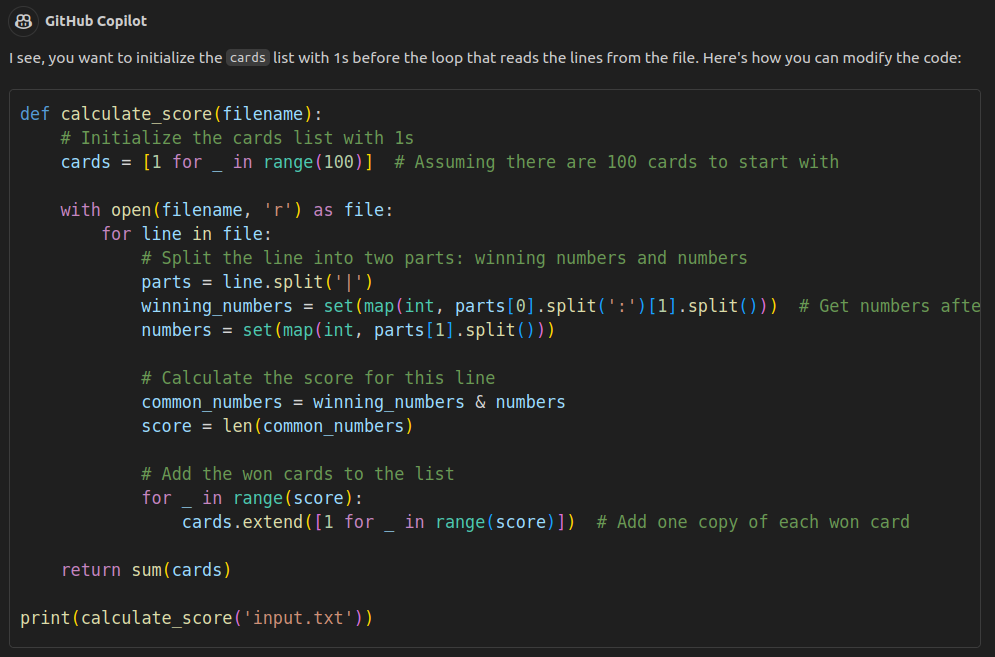 GitHub Copilot
I see, you want to initialize the cards list with 1s before the loop that reads the lines from the file. Here's how you can modify the code:
def calculate_score(filename):
    # Initialize the cards list with 1s
    cards = [1 for _ in range(100)]  # Assuming there are 100 cards to start with

    with open(filename, 'r') as file:
        for line in file:
            # Split the line into two parts: winning numbers and numbers
            parts = line.split('|')
            winning_numbers = set(map(int, parts[0].split(':')[1].split()))  # Get numbers afte
            numbers = set(map(int, parts[1].split()))

            # Calculate the score for this line
            common_numbers = winning_numbers & numbers
            score = len(common_numbers)

            # Add the won cards to the list
            for _ in range(score):
                cards.extend([1 for _ in range(score)])  # Add one copy of each won card

    return sum(cards)

print(calculate_score('input.txt'))